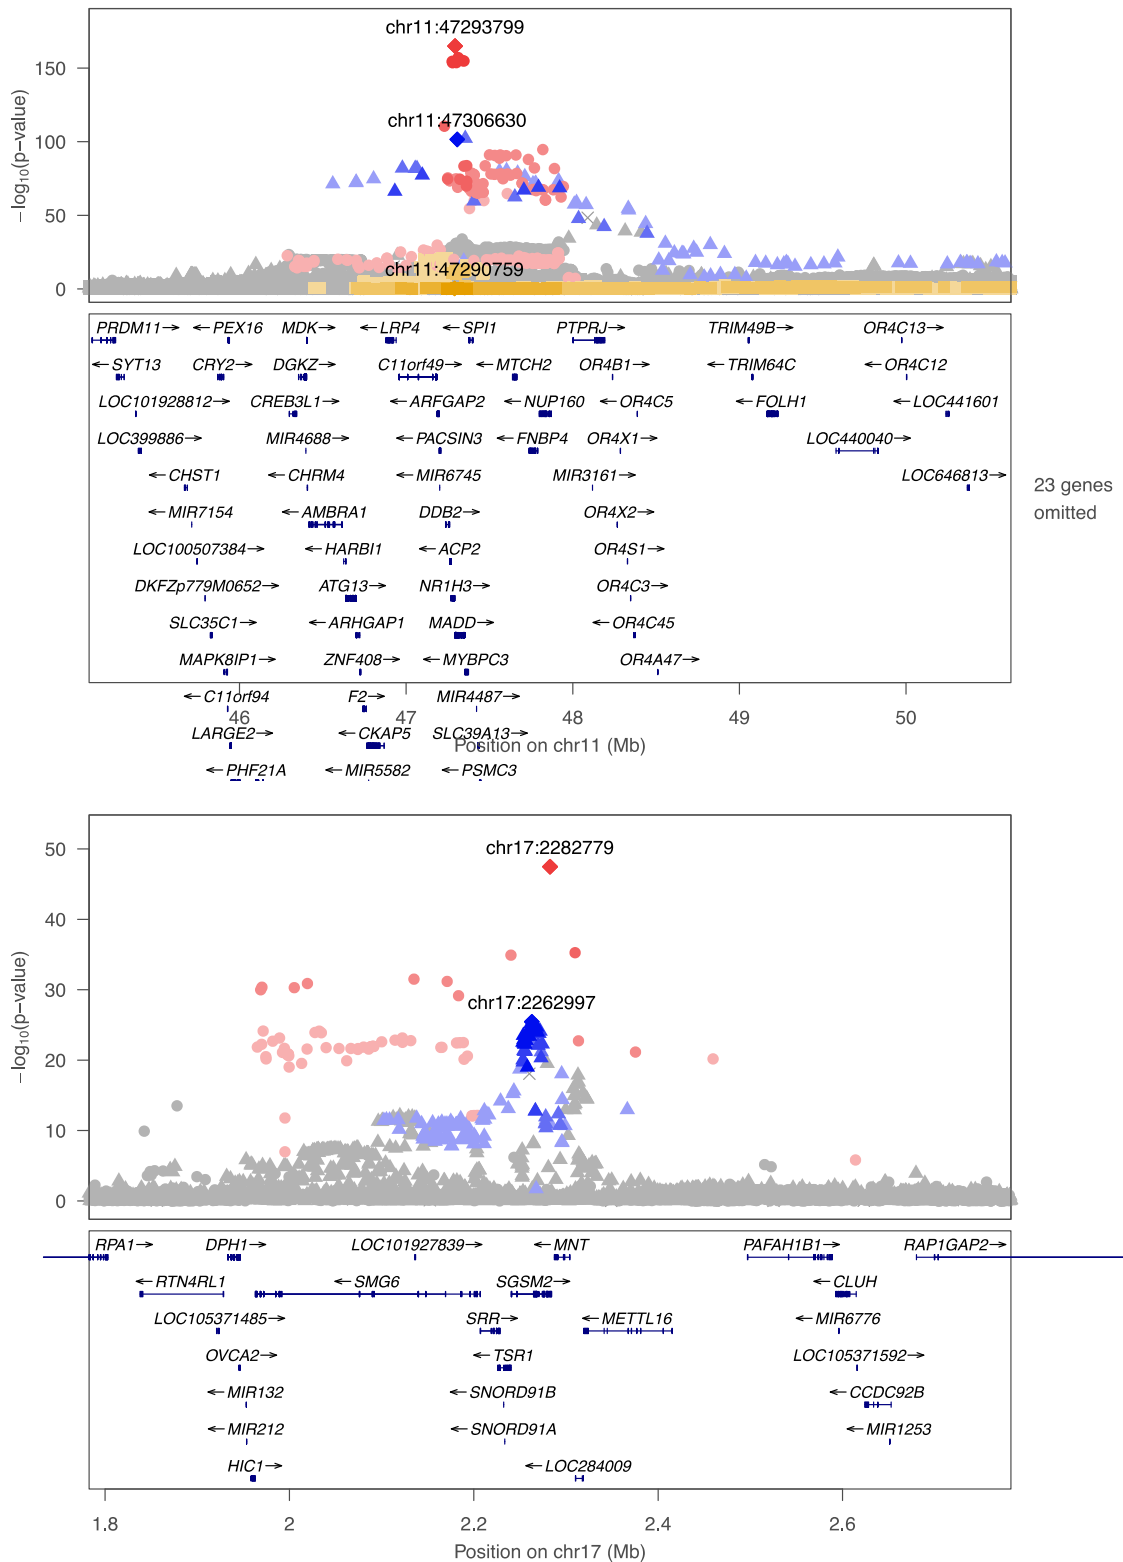 chr11:47293799
150
chr11:47306630
100
50
chr11:47290759
0
−log10(p−value)
PRDM11→ ←PEX16 MDK→ ←LRP4 ←SPI1 PTPRJ→ TRIM49B→ OR4C13→
←SYT13 CRY2→ DGKZ→ C11orf49→ ←MTCH2 OR4B1→ ←TRIM64C ←OR4C12
LOC101928812→ CREB3L1→ ←ARFGAP2 ←NUP160 ←OR4C5 ←FOLH1 ←LOC441601
LOC399886→ MIR4688→ ←PACSIN3 ←FNBP4 OR4X1→ LOC440040→
←CHST1 ←CHRM4 ←MIR6745 MIR3161→ LOC646813→
←MIR7154 ←AMBRA1 DDB2→ OR4X2→
LOC100507384→ ←HARBI1 ←ACP2 OR4S1→
DKFZp779M0652→ ATG13→ NR1H3→ OR4C3→
SLC35C1→ ←ARHGAP1 MADD→ ←OR4C45
MAPK8IP1→ ZNF408→ ←MYBPC3 OR4A47→
←C11orf94 F2→ MIR4487→
LARGE2→ ←CKAP5 SLC39A13→
←PHF21A ←MIR5582 ←PSMC3
23 genes
omitted
46 47 48 49 50
Position on chr11 (Mb)
chr17:2282779
50
40
30
chr17:2262997
20
10
0
−log10(p−value)
RPA1→ DPH1→ LOC101927839→ ←MNT PAFAH1B1→ RAP1GAP2→
←RTN4RL1 ←SMG6 SGSM2→ ←CLUH
LOC105371485→ SRR→ ←METTL16 ←MIR6776
OVCA2→ ←TSR1 LOC105371592→
←MIR132 ←SNORD91B ←CCDC92B
←MIR212 ←SNORD91A ←MIR1253
HIC1→ ←LOC284009
1.8 2 2.2 2.4 2.6
Position on chr17 (Mb)